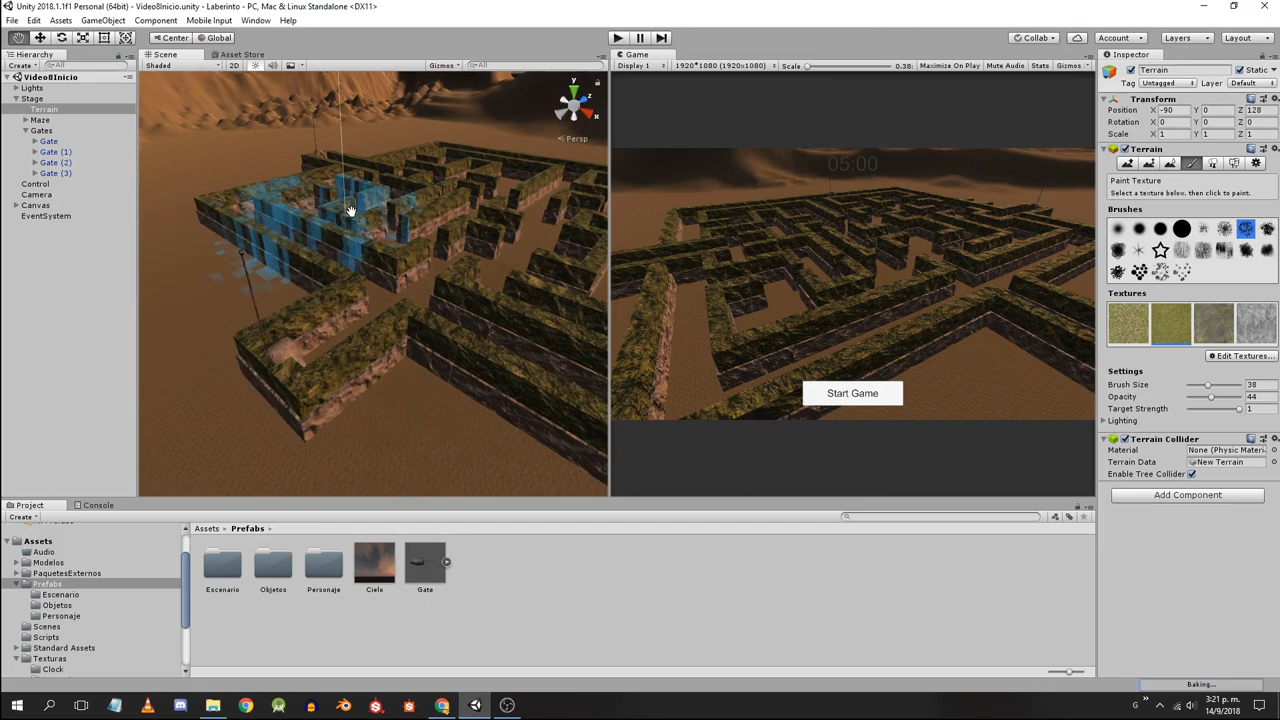 Unity 2018.1.1f1 Personal (64bit) - Video8Inicio.unity - Laberinto - PC, Mac & Linux Standalone <DX11>
File Edit Assets GameObject Component Mobile Input Window Help
Center Global Collab Account Layers Layout
Hierarchy Scene Asset Store Game Inspector
Create All Shaded 2D Gizmos All Display 1 1920*1080 (1920x1080) Scale 0.38: Maximize On Play Mute Audio Stats Gizmos
Terrain Static
Video8Inicio
Tag Untagged Layer Default
Lights
Stage
Transform
Terrain
Position X -90 Y 0 Z 128
Maze
Rotation X 0 Y 0 Z 0
Gates
Scale X 1 Y 1 Z 1
Gate
Gate (1)
Gate (2)
Gate (3)
Control
Camera
Canvas
EventSystem
y
z
x
Persp
05:00
Start Game
Terrain
Paint Texture
Select a texture below, then click to paint.
Brushes
Textures
Edit Textures...
Settings
Brush Size 38
Opacity 44
Target Strength 1
Lighting
Terrain Collider
Material None (Physic Materi
Terrain Data New Terrain
Enable Tree Collider
Add Component
Project Console
Create
Assets
Audio
Modelos
PaquetesExternos
Prefabs
Escenario
Objetos
Personaje
Scenes
Scripts
Standard Assets
Texturas
Clock
Assets Prefabs
Escenario Objetos Personaje Cielo Gate
Baking...
3:21 p. m.
14/9/2018